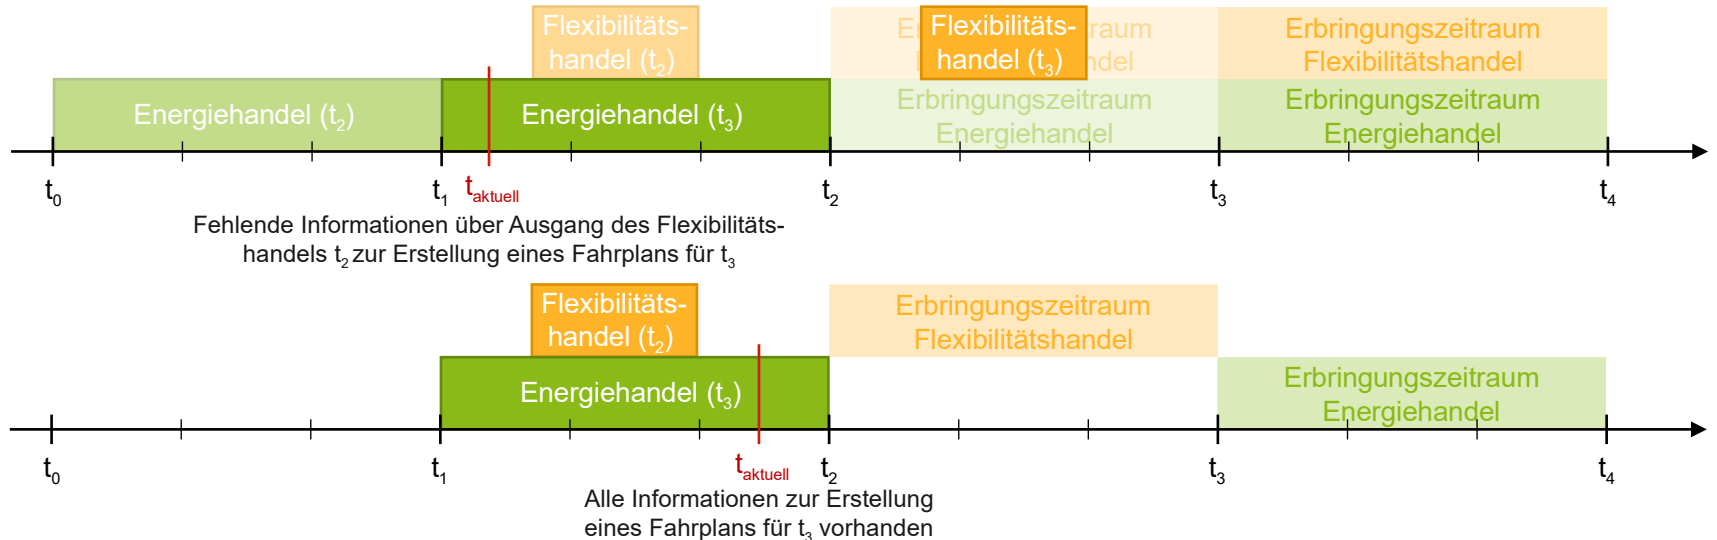 Flexibilitäts-
handel (t₂)
Flexibilitäts-
handel (t₃)
Erbringungszeitraum
Flexibilitätshandel
Energiehandel (t₂)
Energiehandel (t₃)
Erbringungszeitraum
Energiehandel
Erbringungszeitraum
Energiehandel
t₀
t₁
taktuell
t₂
t₃
t₄
Fehlende Informationen über Ausgang des Flexibilitäts-
handels t₂ zur Erstellung eines Fahrplans für t₃
Flexibilitäts-
handel (t₂)
Erbringungszeitraum
Flexibilitätshandel
Energiehandel (t₃)
Erbringungszeitraum
Energiehandel
t₀
t₁
taktuell
t₂
t₃
t₄
Alle Informationen zur Erstellung
eines Fahrplans für t₃ vorhanden